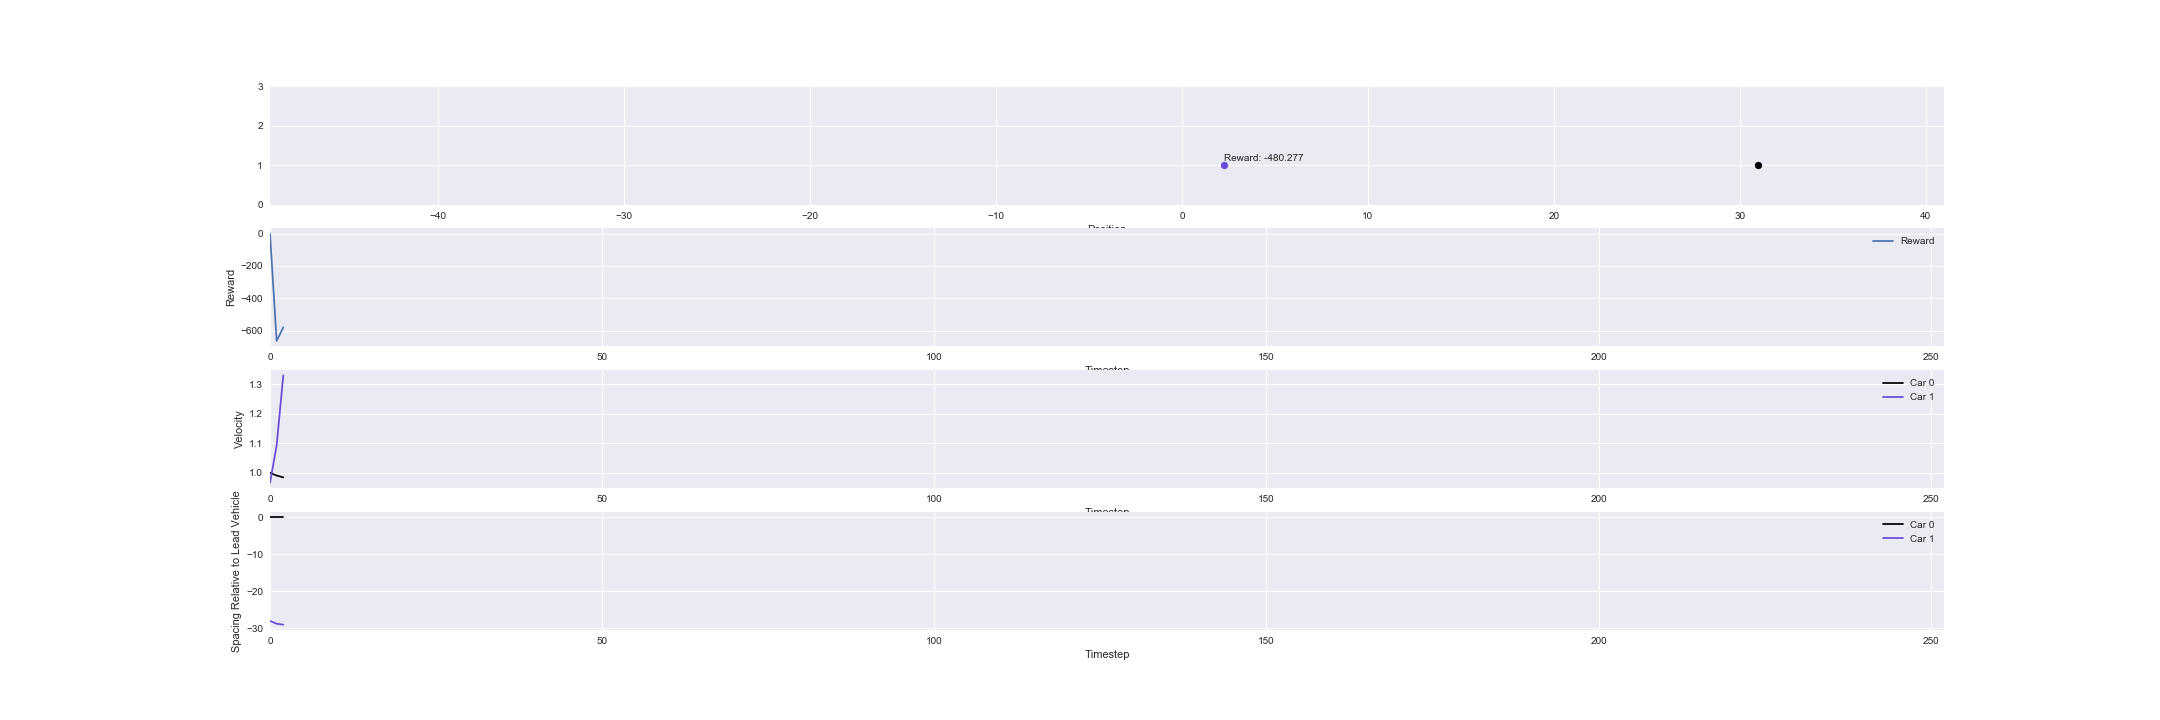 3
2
Reward: -480.277
1
0
−40 −30 −20 −10 0 10 20 30 40
Position
0
Reward
−200
−400
−600
Reward
0 50 100 150 200 250
Timestep
1.3
1.2
1.1
1.0
Velocity
Car 0
Car 1
0 50 100 150 200 250
Timestep
0
−10
−20
−30
Spacing Relative to Lead Vehicle
Car 0
Car 1
0 50 100 150 200 250
Timestep